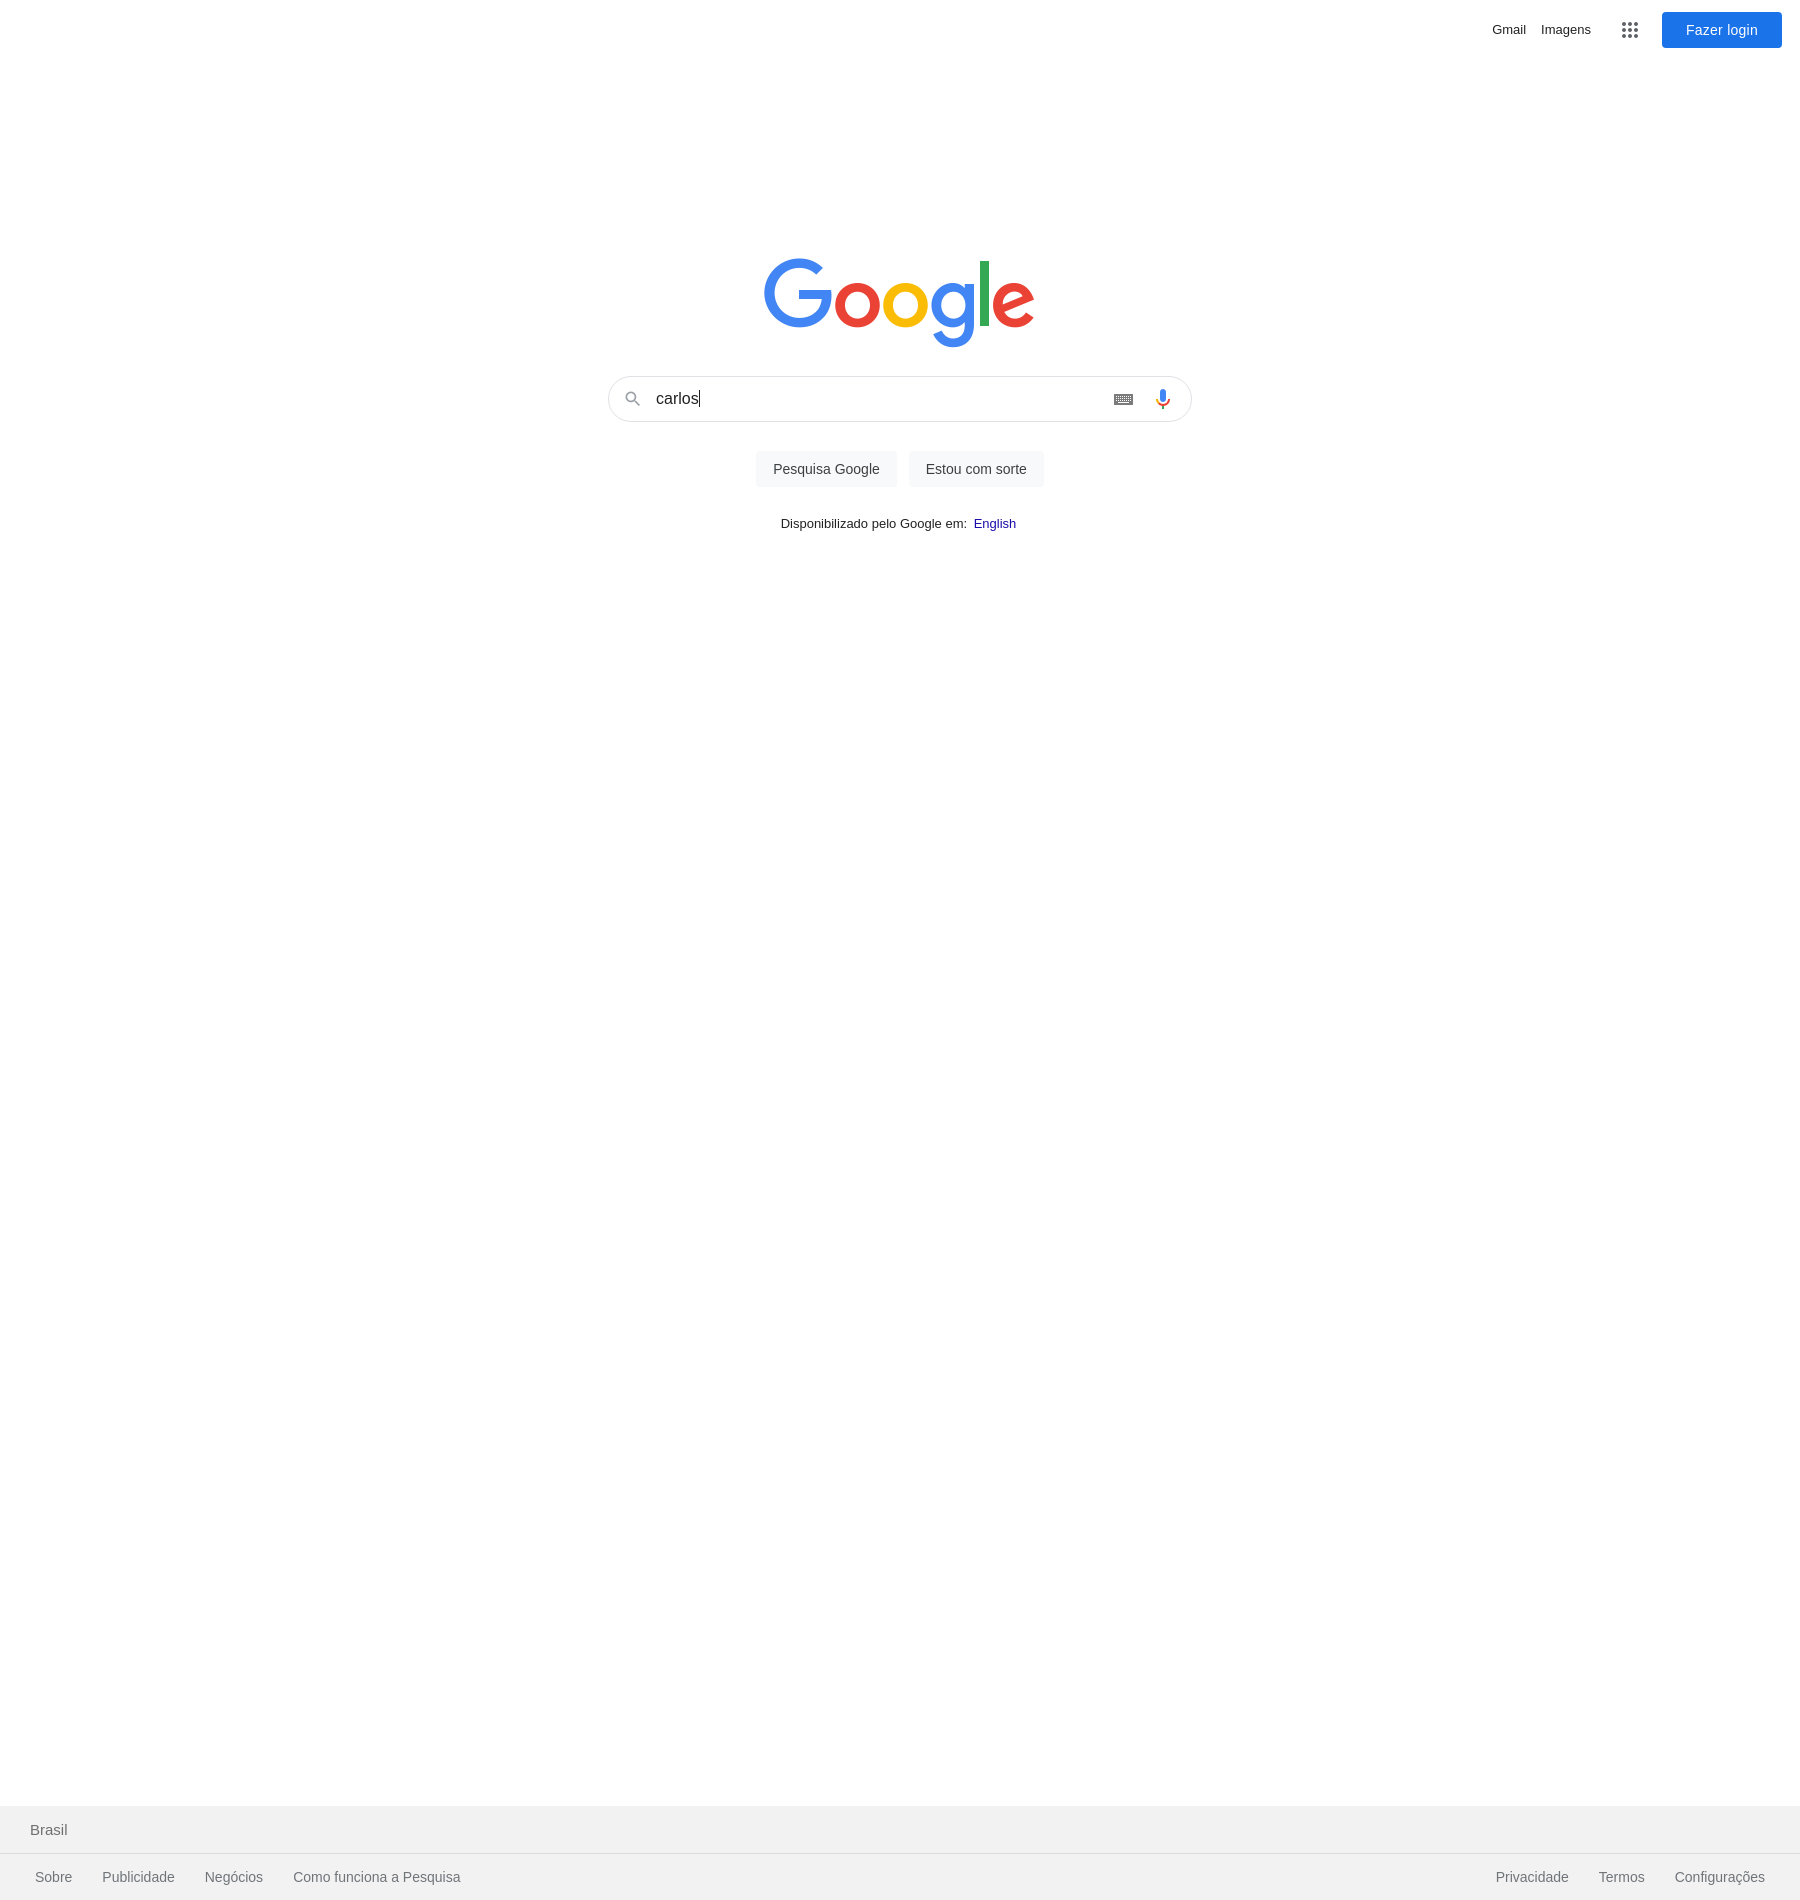 Gmail Imagens Fazer login
Google
carlos
Pesquisa Google Estou com sorte
Disponibilizado pelo Google em: English
Brasil
Sobre Publicidade Negócios Como funciona a Pesquisa Privacidade Termos Configurações